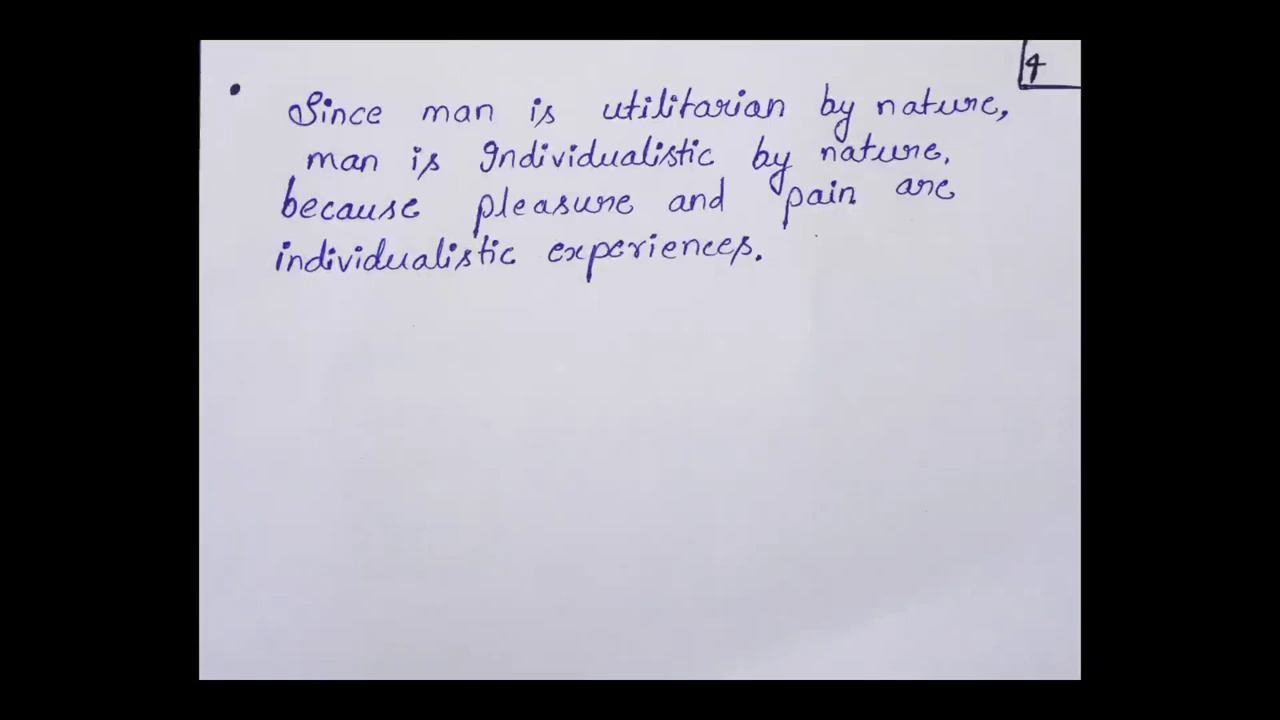 4
• Since man is utilitarian by nature,
man is Individualistic by nature.
because pleasure and pain are
individualistic experiences.